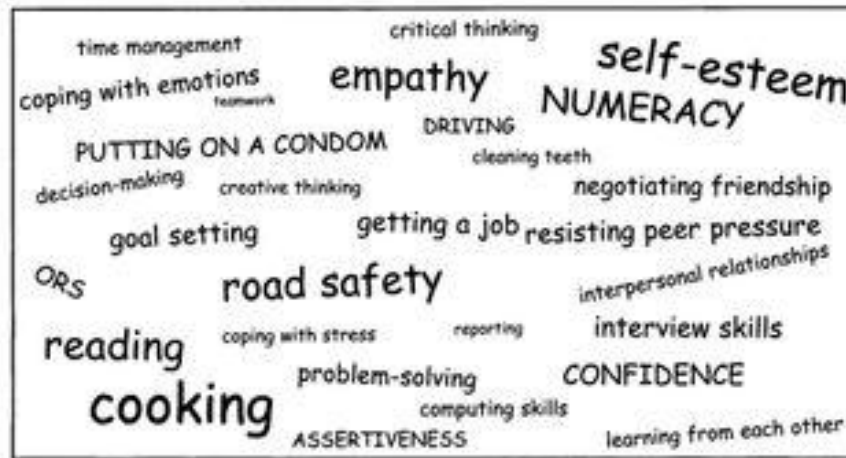 critical thinking
time management
self-esteem
empathy
coping with emotions
teamwork
NUMERACY
DRIVING
PUTTING ON A CONDOM
cleaning teeth
decision-making
creative thinking
negotiating friendship
goal setting
getting a job
resisting peer pressure
ORS
road safety
interpersonal relationships
reading
coping with stress
reporting
interview skills
problem-solving
CONFIDENCE
cooking
computing skills
ASSERTIVENESS
learning from each other